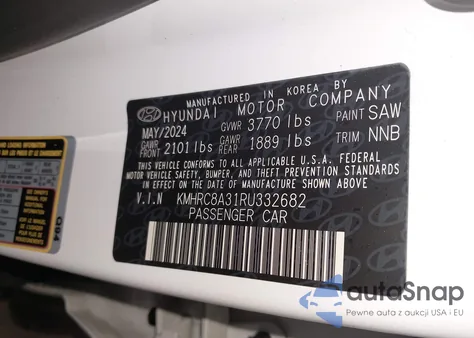 MANUFACTURED IN KOREA BY
HYUNDAI MOTOR COMPANY
MAY/2024 GVWR 3770 lbs PAINT SAW
GAWR FRONT 2101 lbs GAWR REAR 1889 lbs TRIM NNB
THIS VEHICLE CONFORMS TO ALL APPLICABLE U.S.A. FEDERAL
MOTOR VEHICLE SAFETY, BUMPER, AND THEFT PREVENTION STANDARDS
IN EFFECT ON THE DATE OF MANUFACTURE SHOWN ABOVE.
V.I.N KMHRC8A31RU332682
PASSENGER CAR
LOADING INFORMATION
autoSnap
Pewne auta z aukcji USA i EU